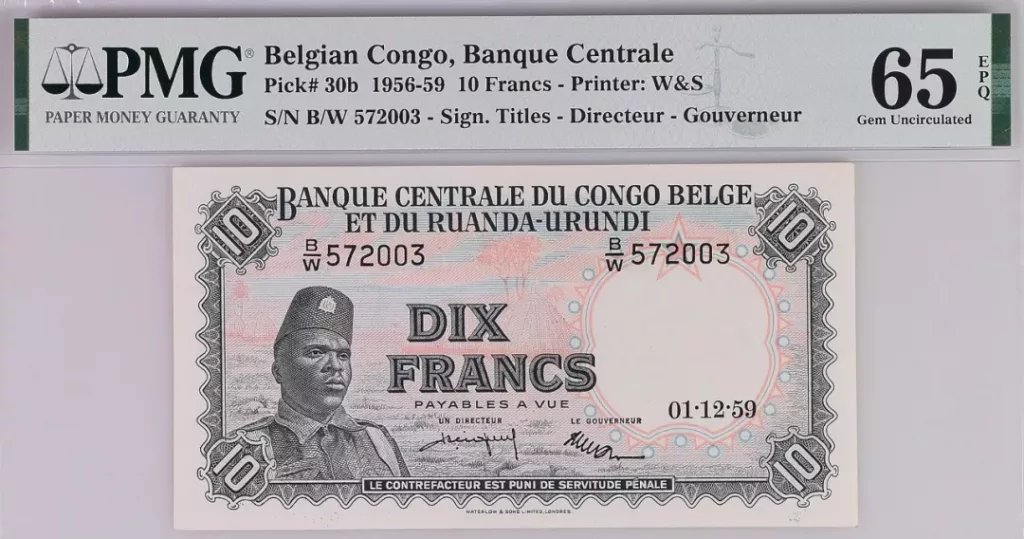 PMG®
PAPER MONEY GUARANTY
Belgian Congo, Banque Centrale
Pick# 30b 1956-59 10 Francs - Printer: W&S
S/N B/W 572003 - Sign. Titles - Directeur - Gouverneur
65 EPQ
Gem Uncirculated
10 10
BANQUE CENTRALE DU CONGO BELGE
ET DU RUANDA-URUNDI
B/W 572003 B/W 572003
DIX
FRANCS
PAYABLES A VUE
01·12·59
UN DIRECTEUR LE GOUVERNEUR
10 10
LE CONTREFACTEUR EST PUNI DE SERVITUDE PÉNALE
WATERLOW & SONS LIMITED, LONDRES